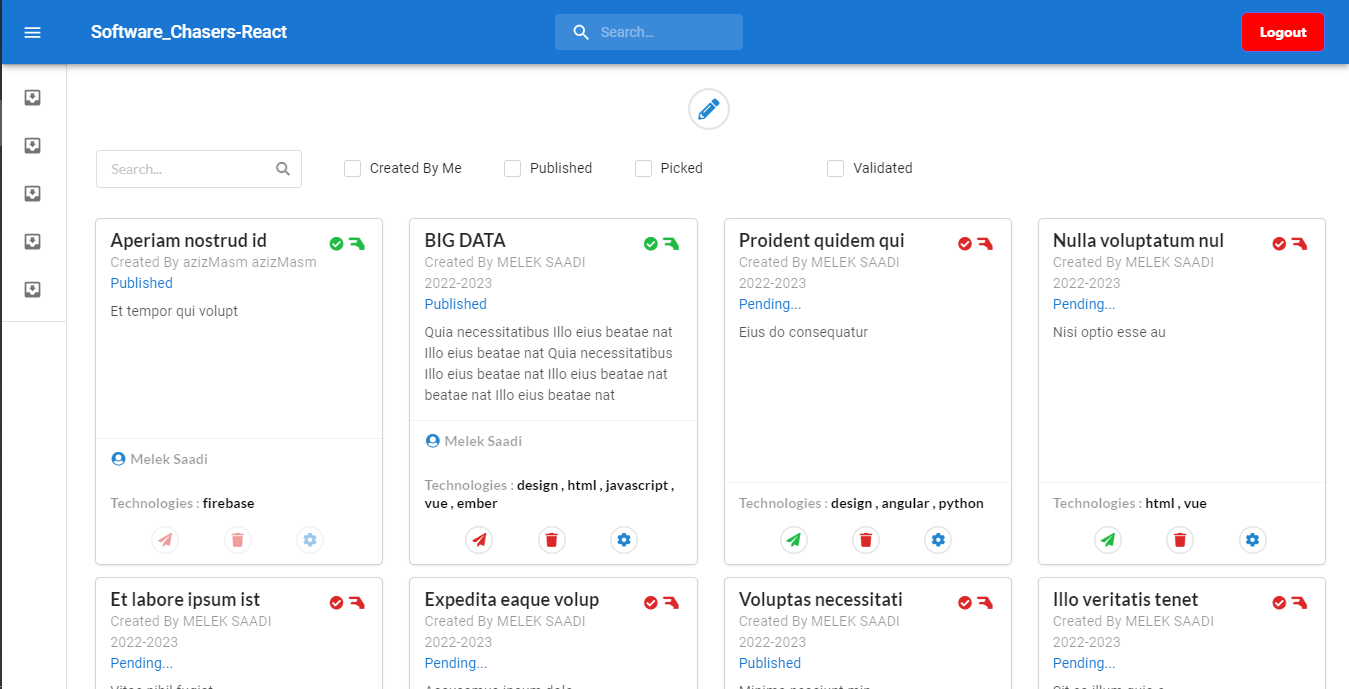 Software_Chasers-React
Search...
Logout
Search...
Created By Me
Published
Picked
Validated
Aperiam nostrud id
Created By azizMasm azizMasm
Published
Et tempor qui volupt
Melek Saadi
Technologies : firebase
BIG DATA
Created By MELEK SAADI
2022-2023
Published
Quia necessitatibus Illo eius beatae nat
Illo eius beatae nat Quia necessitatibus
Illo eius beatae nat Illo eius beatae nat
beatae nat Illo eius beatae nat
Melek Saadi
Technologies : design , html , javascript ,
vue , ember
Proident quidem qui
Created By MELEK SAADI
2022-2023
Pending...
Eius do consequatur
Technologies : design , angular , python
Nulla voluptatum nul
Created By MELEK SAADI
2022-2023
Pending...
Nisi optio esse au
Technologies : html , vue
Et labore ipsum ist
Created By MELEK SAADI
2022-2023
Pending...
Expedita eaque volup
Created By MELEK SAADI
2022-2023
Pending...
Voluptas necessitati
Created By MELEK SAADI
2022-2023
Published
Illo veritatis tenet
Created By MELEK SAADI
2022-2023
Pending...